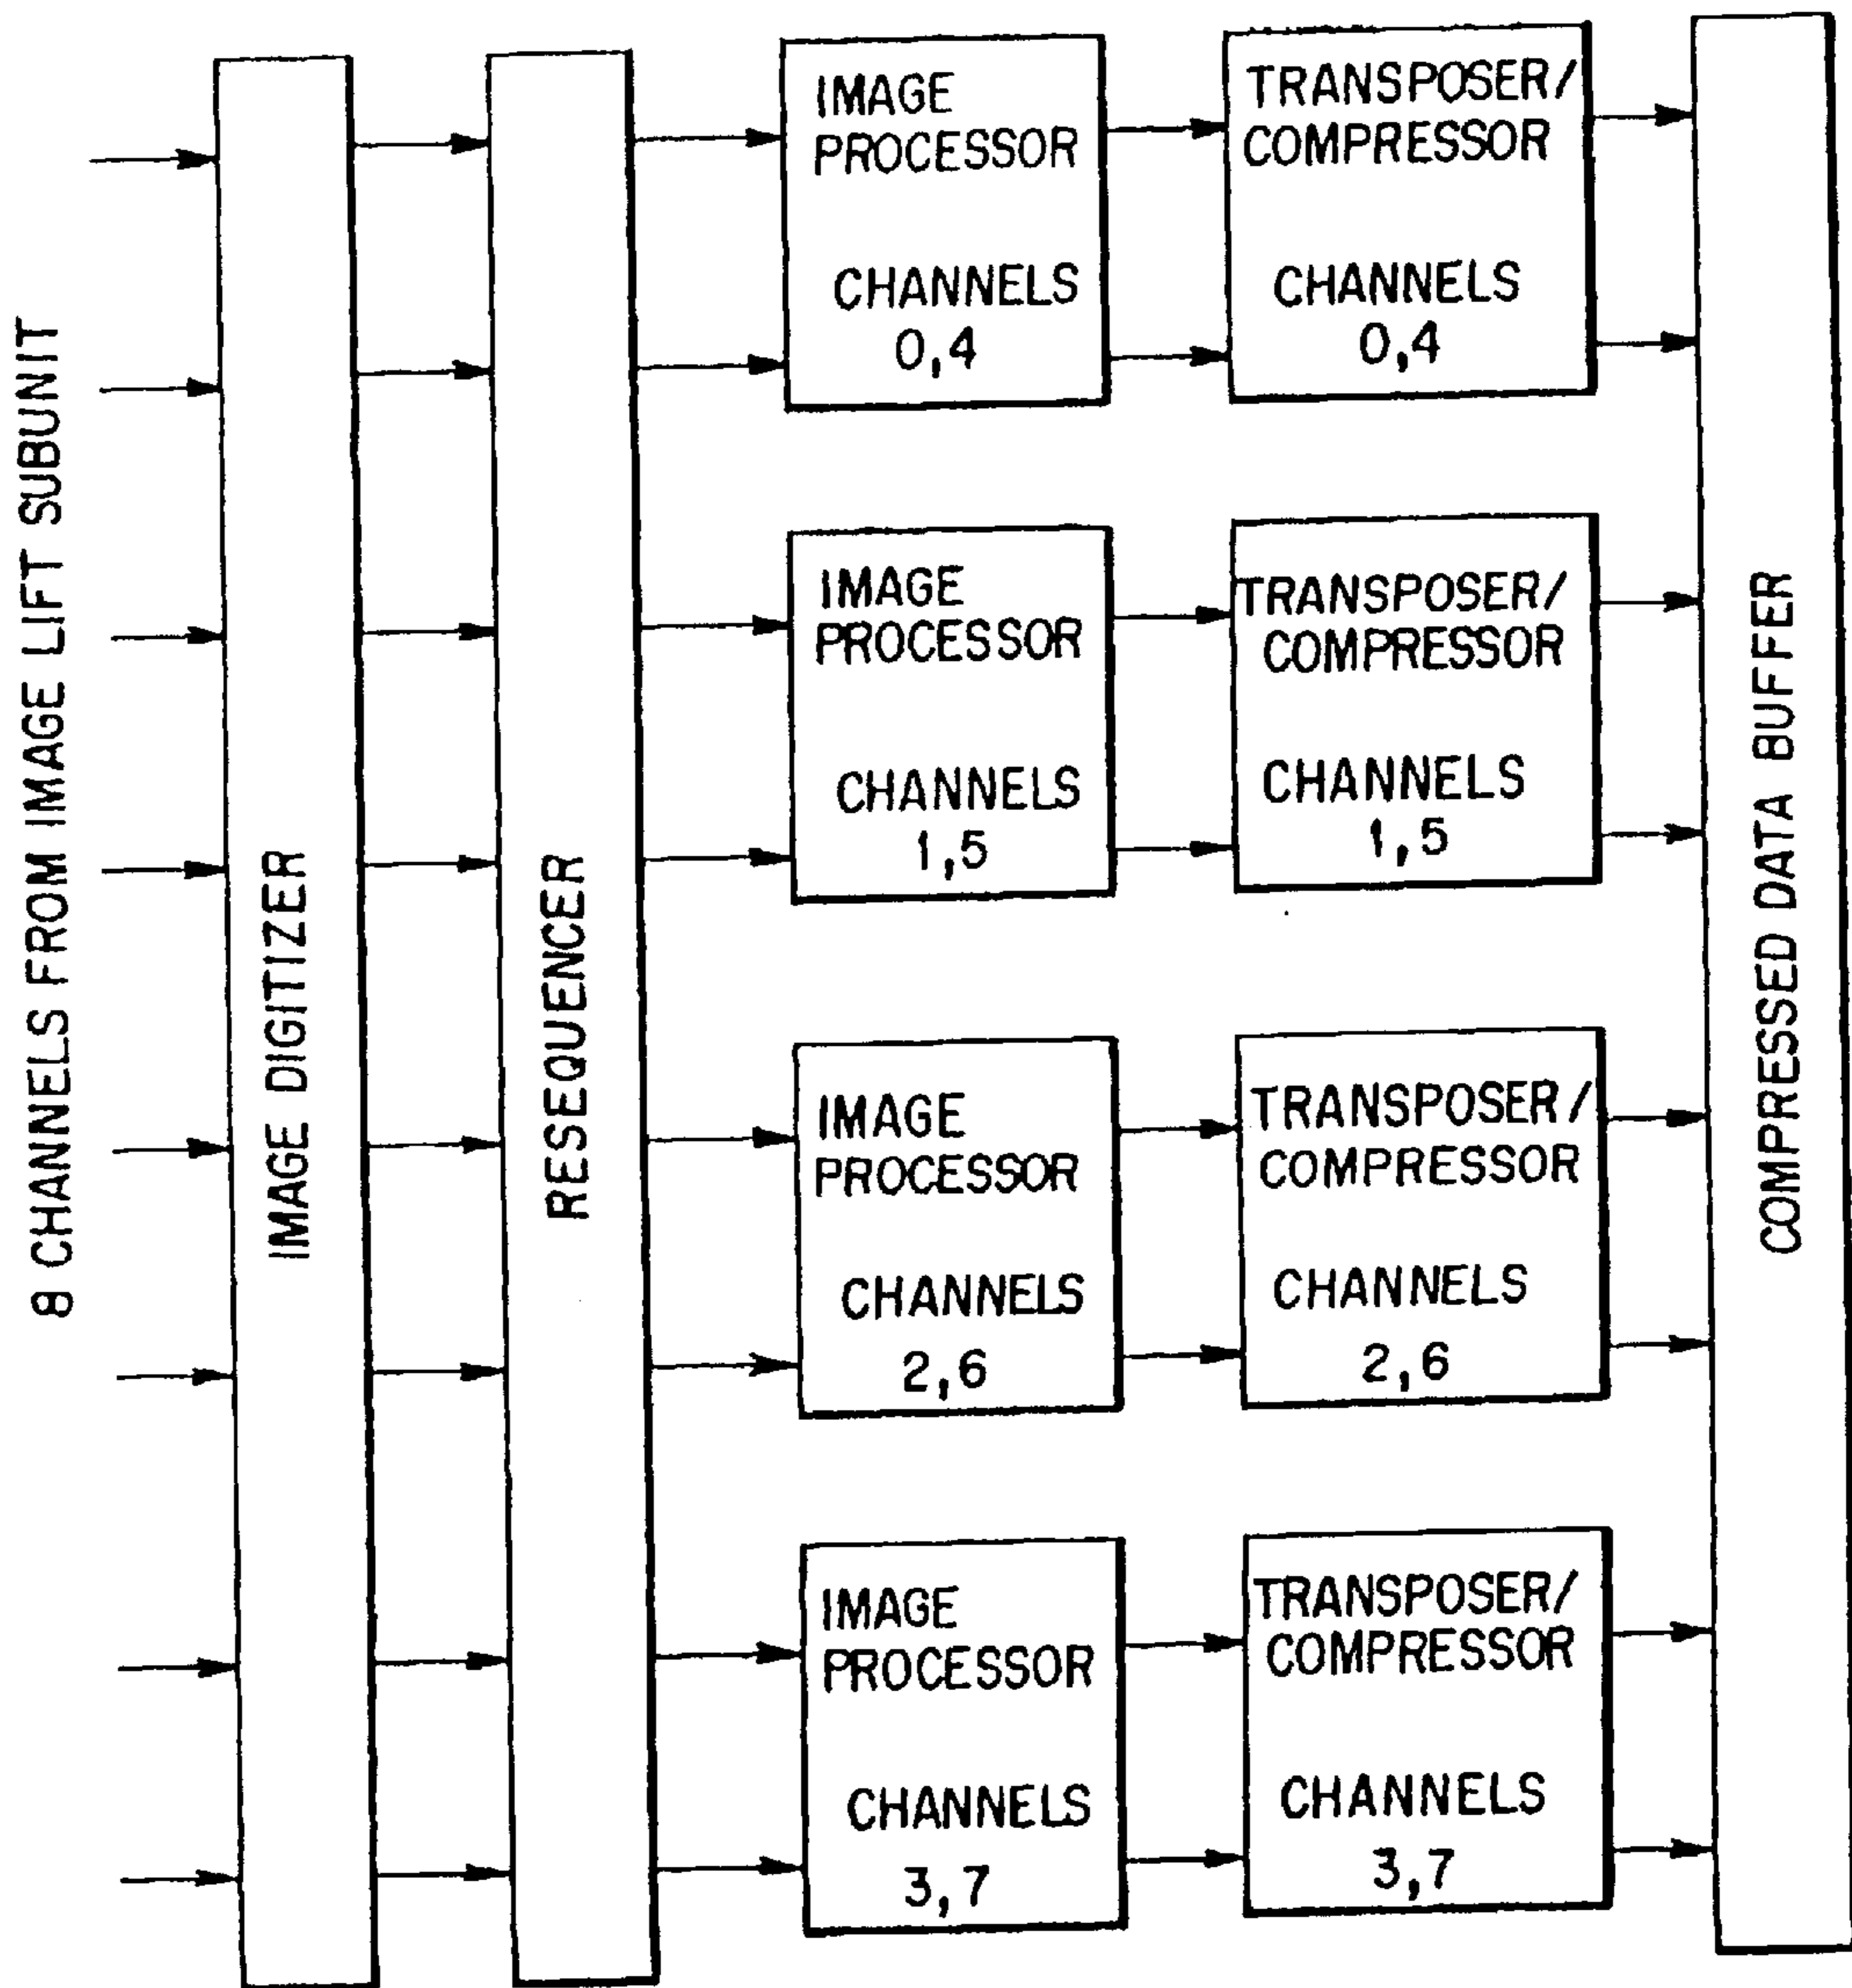 8 CHANNELS FROM IMAGE LIFT SUBUNIT
IMAGE DIGITIZER
RESEQUENCER
IMAGE
PROCESSOR
CHANNELS
0,4
TRANSPOSER/
COMPRESSOR
CHANNELS
0,4
IMAGE
PROCESSOR
CHANNELS
1,5
TRANSPOSER/
COMPRESSOR
CHANNELS
1,5
IMAGE
PROCESSOR
CHANNELS
2,6
TRANSPOSER/
COMPRESSOR
CHANNELS
2,6
IMAGE
PROCESSOR
CHANNELS
3,7
TRANSPOSER/
COMPRESSOR
CHANNELS
3,7
COMPRESSED DATA BUFFER